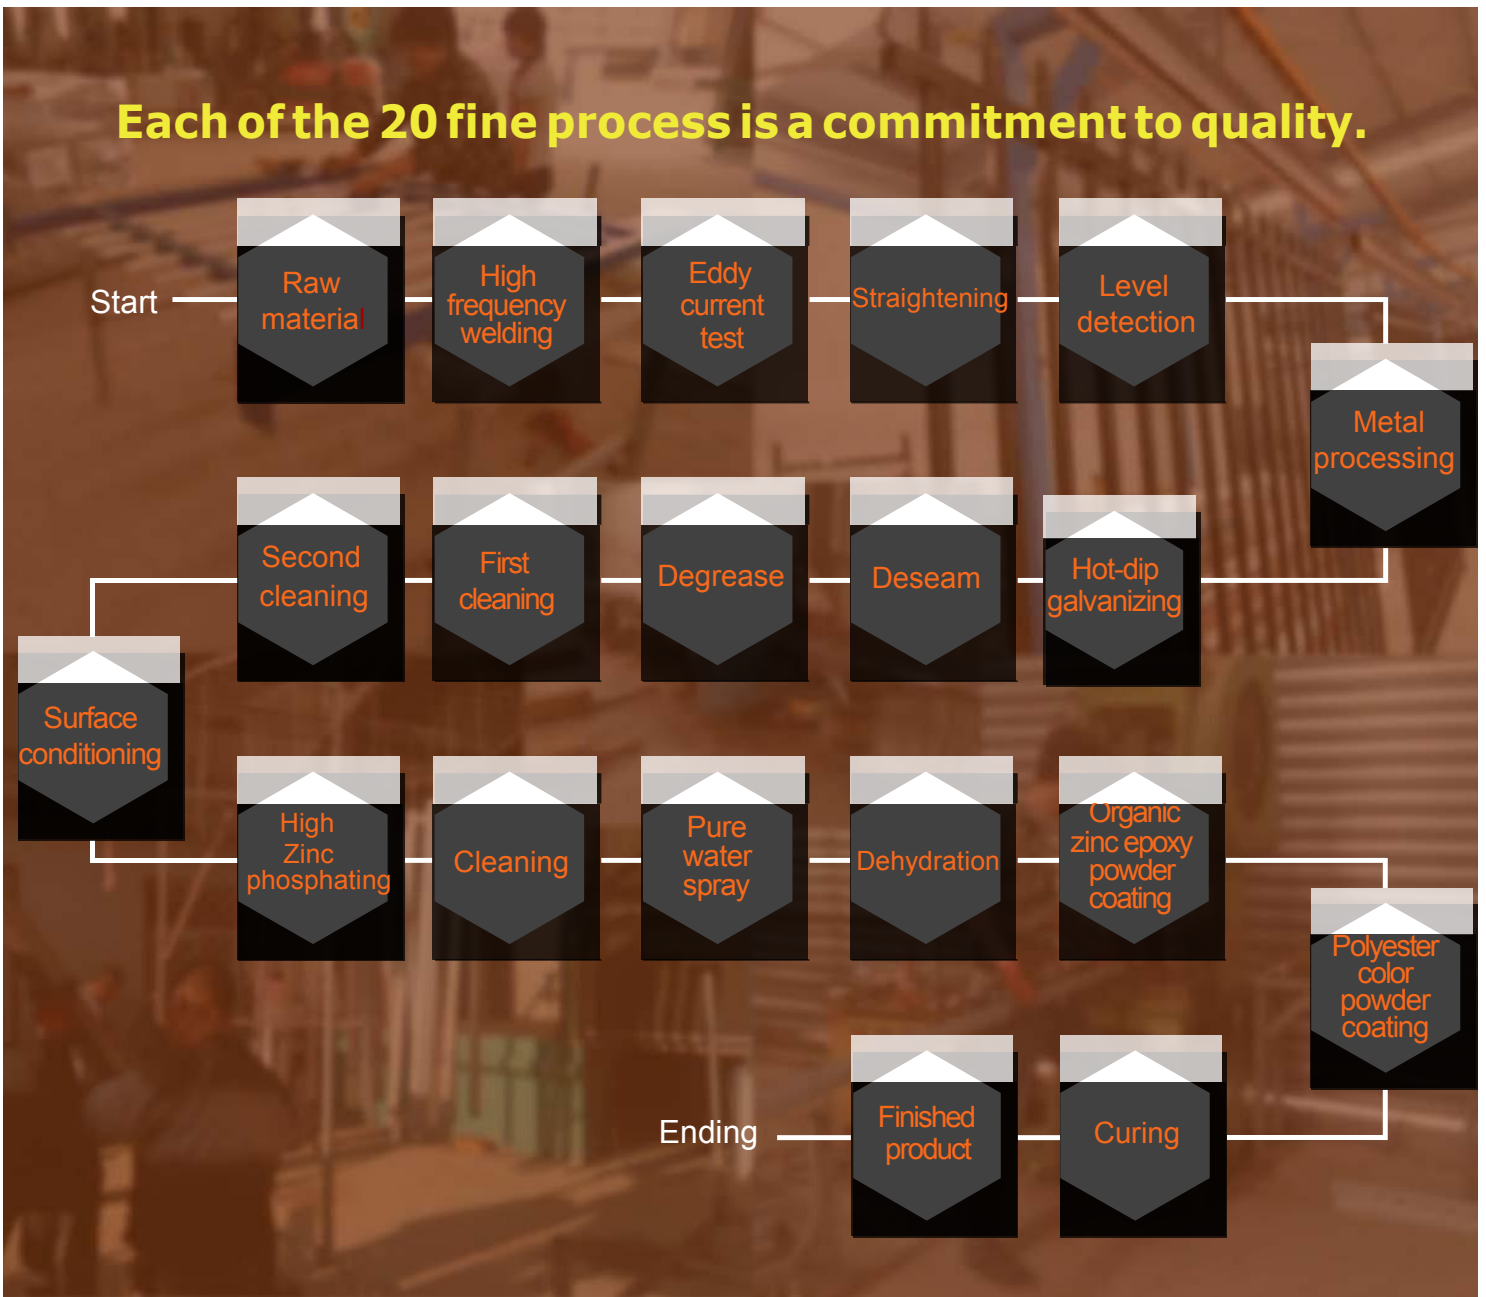 Each of the 20 fine process is a commitment to quality.
Start
Raw
material
High
frequency
welding
Eddy
current
test
Straightening
Level
detection
Metal
processing
Hot-dip
galvanizing
Deseam
Degrease
First
cleaning
Second
cleaning
Surface
conditioning
High
Zinc
phosphating
Cleaning
Pure
water
spray
Dehydration
Organic
zinc epoxy
powder
coating
Polyester
color
powder
coating
Curing
Finished
product
Ending